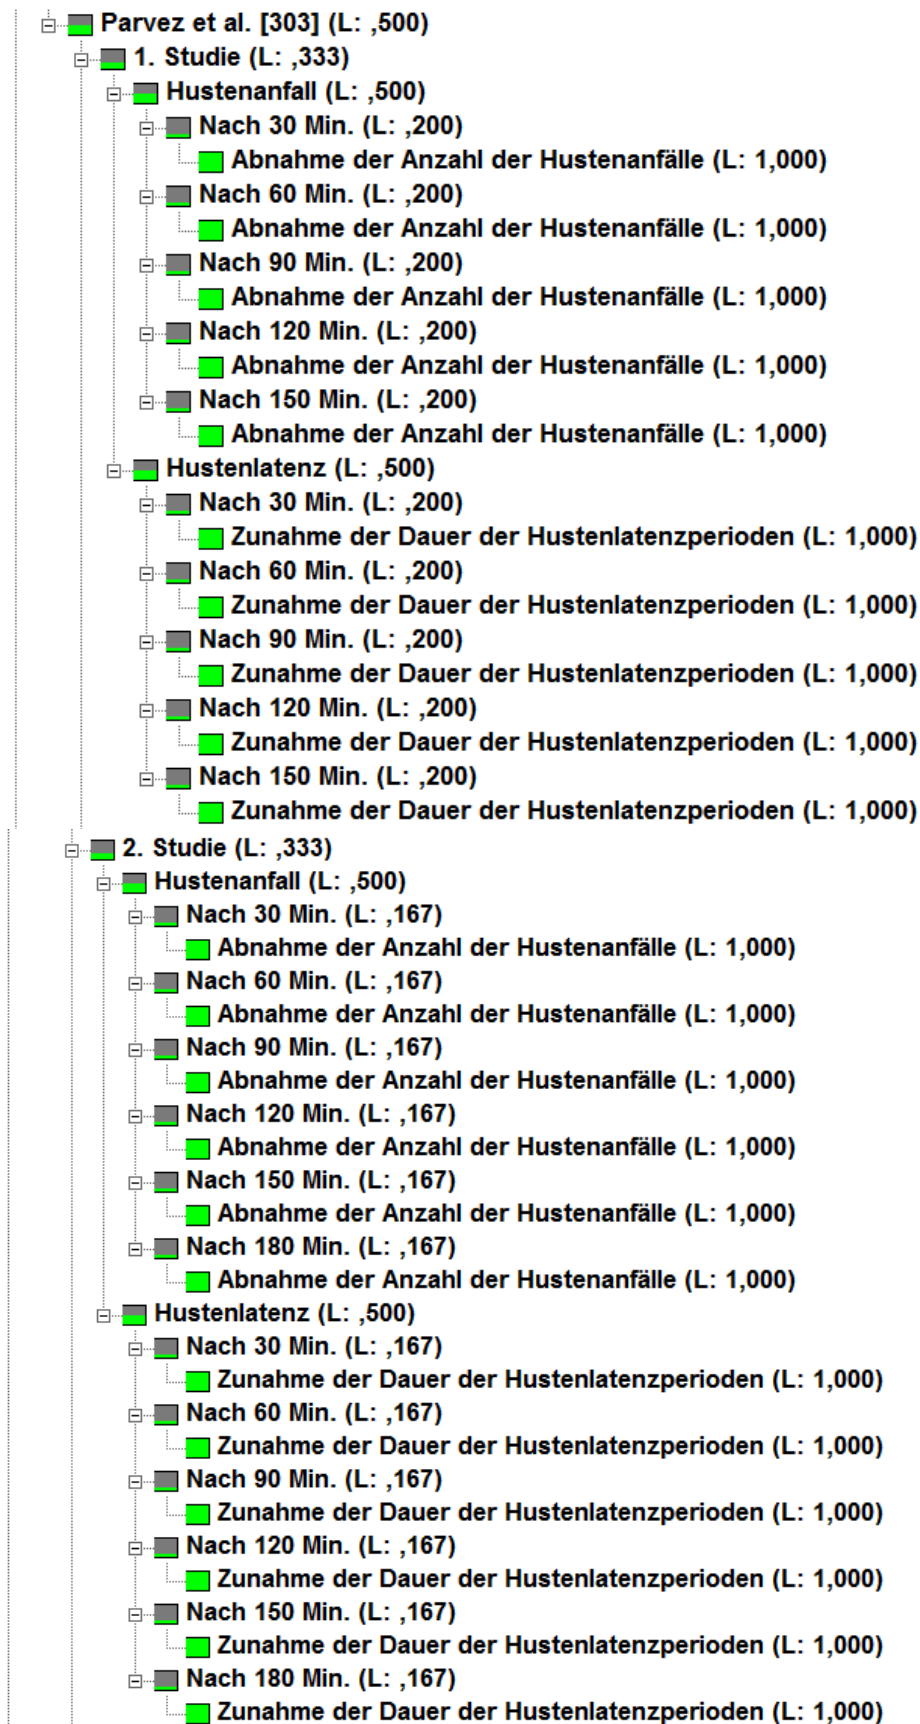 Parvez et al. [303] (L: ,500)
1. Studie (L: ,333)
Hustenanfall (L: ,500)
Nach 30 Min. (L: ,200)
Abnahme der Anzahl der Hustenanfälle (L: 1,000)
Nach 60 Min. (L: ,200)
Abnahme der Anzahl der Hustenanfälle (L: 1,000)
Nach 90 Min. (L: ,200)
Abnahme der Anzahl der Hustenanfälle (L: 1,000)
Nach 120 Min. (L: ,200)
Abnahme der Anzahl der Hustenanfälle (L: 1,000)
Nach 150 Min. (L: ,200)
Abnahme der Anzahl der Hustenanfälle (L: 1,000)
Hustenlatenz (L: ,500)
Nach 30 Min. (L: ,200)
Zunahme der Dauer der Hustenlatenzperioden (L: 1,000)
Nach 60 Min. (L: ,200)
Zunahme der Dauer der Hustenlatenzperioden (L: 1,000)
Nach 90 Min. (L: ,200)
Zunahme der Dauer der Hustenlatenzperioden (L: 1,000)
Nach 120 Min. (L: ,200)
Zunahme der Dauer der Hustenlatenzperioden (L: 1,000)
Nach 150 Min. (L: ,200)
Zunahme der Dauer der Hustenlatenzperioden (L: 1,000)
2. Studie (L: ,333)
Hustenanfall (L: ,500)
Nach 30 Min. (L: ,167)
Abnahme der Anzahl der Hustenanfälle (L: 1,000)
Nach 60 Min. (L: ,167)
Abnahme der Anzahl der Hustenanfälle (L: 1,000)
Nach 90 Min. (L: ,167)
Abnahme der Anzahl der Hustenanfälle (L: 1,000)
Nach 120 Min. (L: ,167)
Abnahme der Anzahl der Hustenanfälle (L: 1,000)
Nach 150 Min. (L: ,167)
Abnahme der Anzahl der Hustenanfälle (L: 1,000)
Nach 180 Min. (L: ,167)
Abnahme der Anzahl der Hustenanfälle (L: 1,000)
Hustenlatenz (L: ,500)
Nach 30 Min. (L: ,167)
Zunahme der Dauer der Hustenlatenzperioden (L: 1,000)
Nach 60 Min. (L: ,167)
Zunahme der Dauer der Hustenlatenzperioden (L: 1,000)
Nach 90 Min. (L: ,167)
Zunahme der Dauer der Hustenlatenzperioden (L: 1,000)
Nach 120 Min. (L: ,167)
Zunahme der Dauer der Hustenlatenzperioden (L: 1,000)
Nach 150 Min. (L: ,167)
Zunahme der Dauer der Hustenlatenzperioden (L: 1,000)
Nach 180 Min. (L: ,167)
Zunahme der Dauer der Hustenlatenzperioden (L: 1,000)